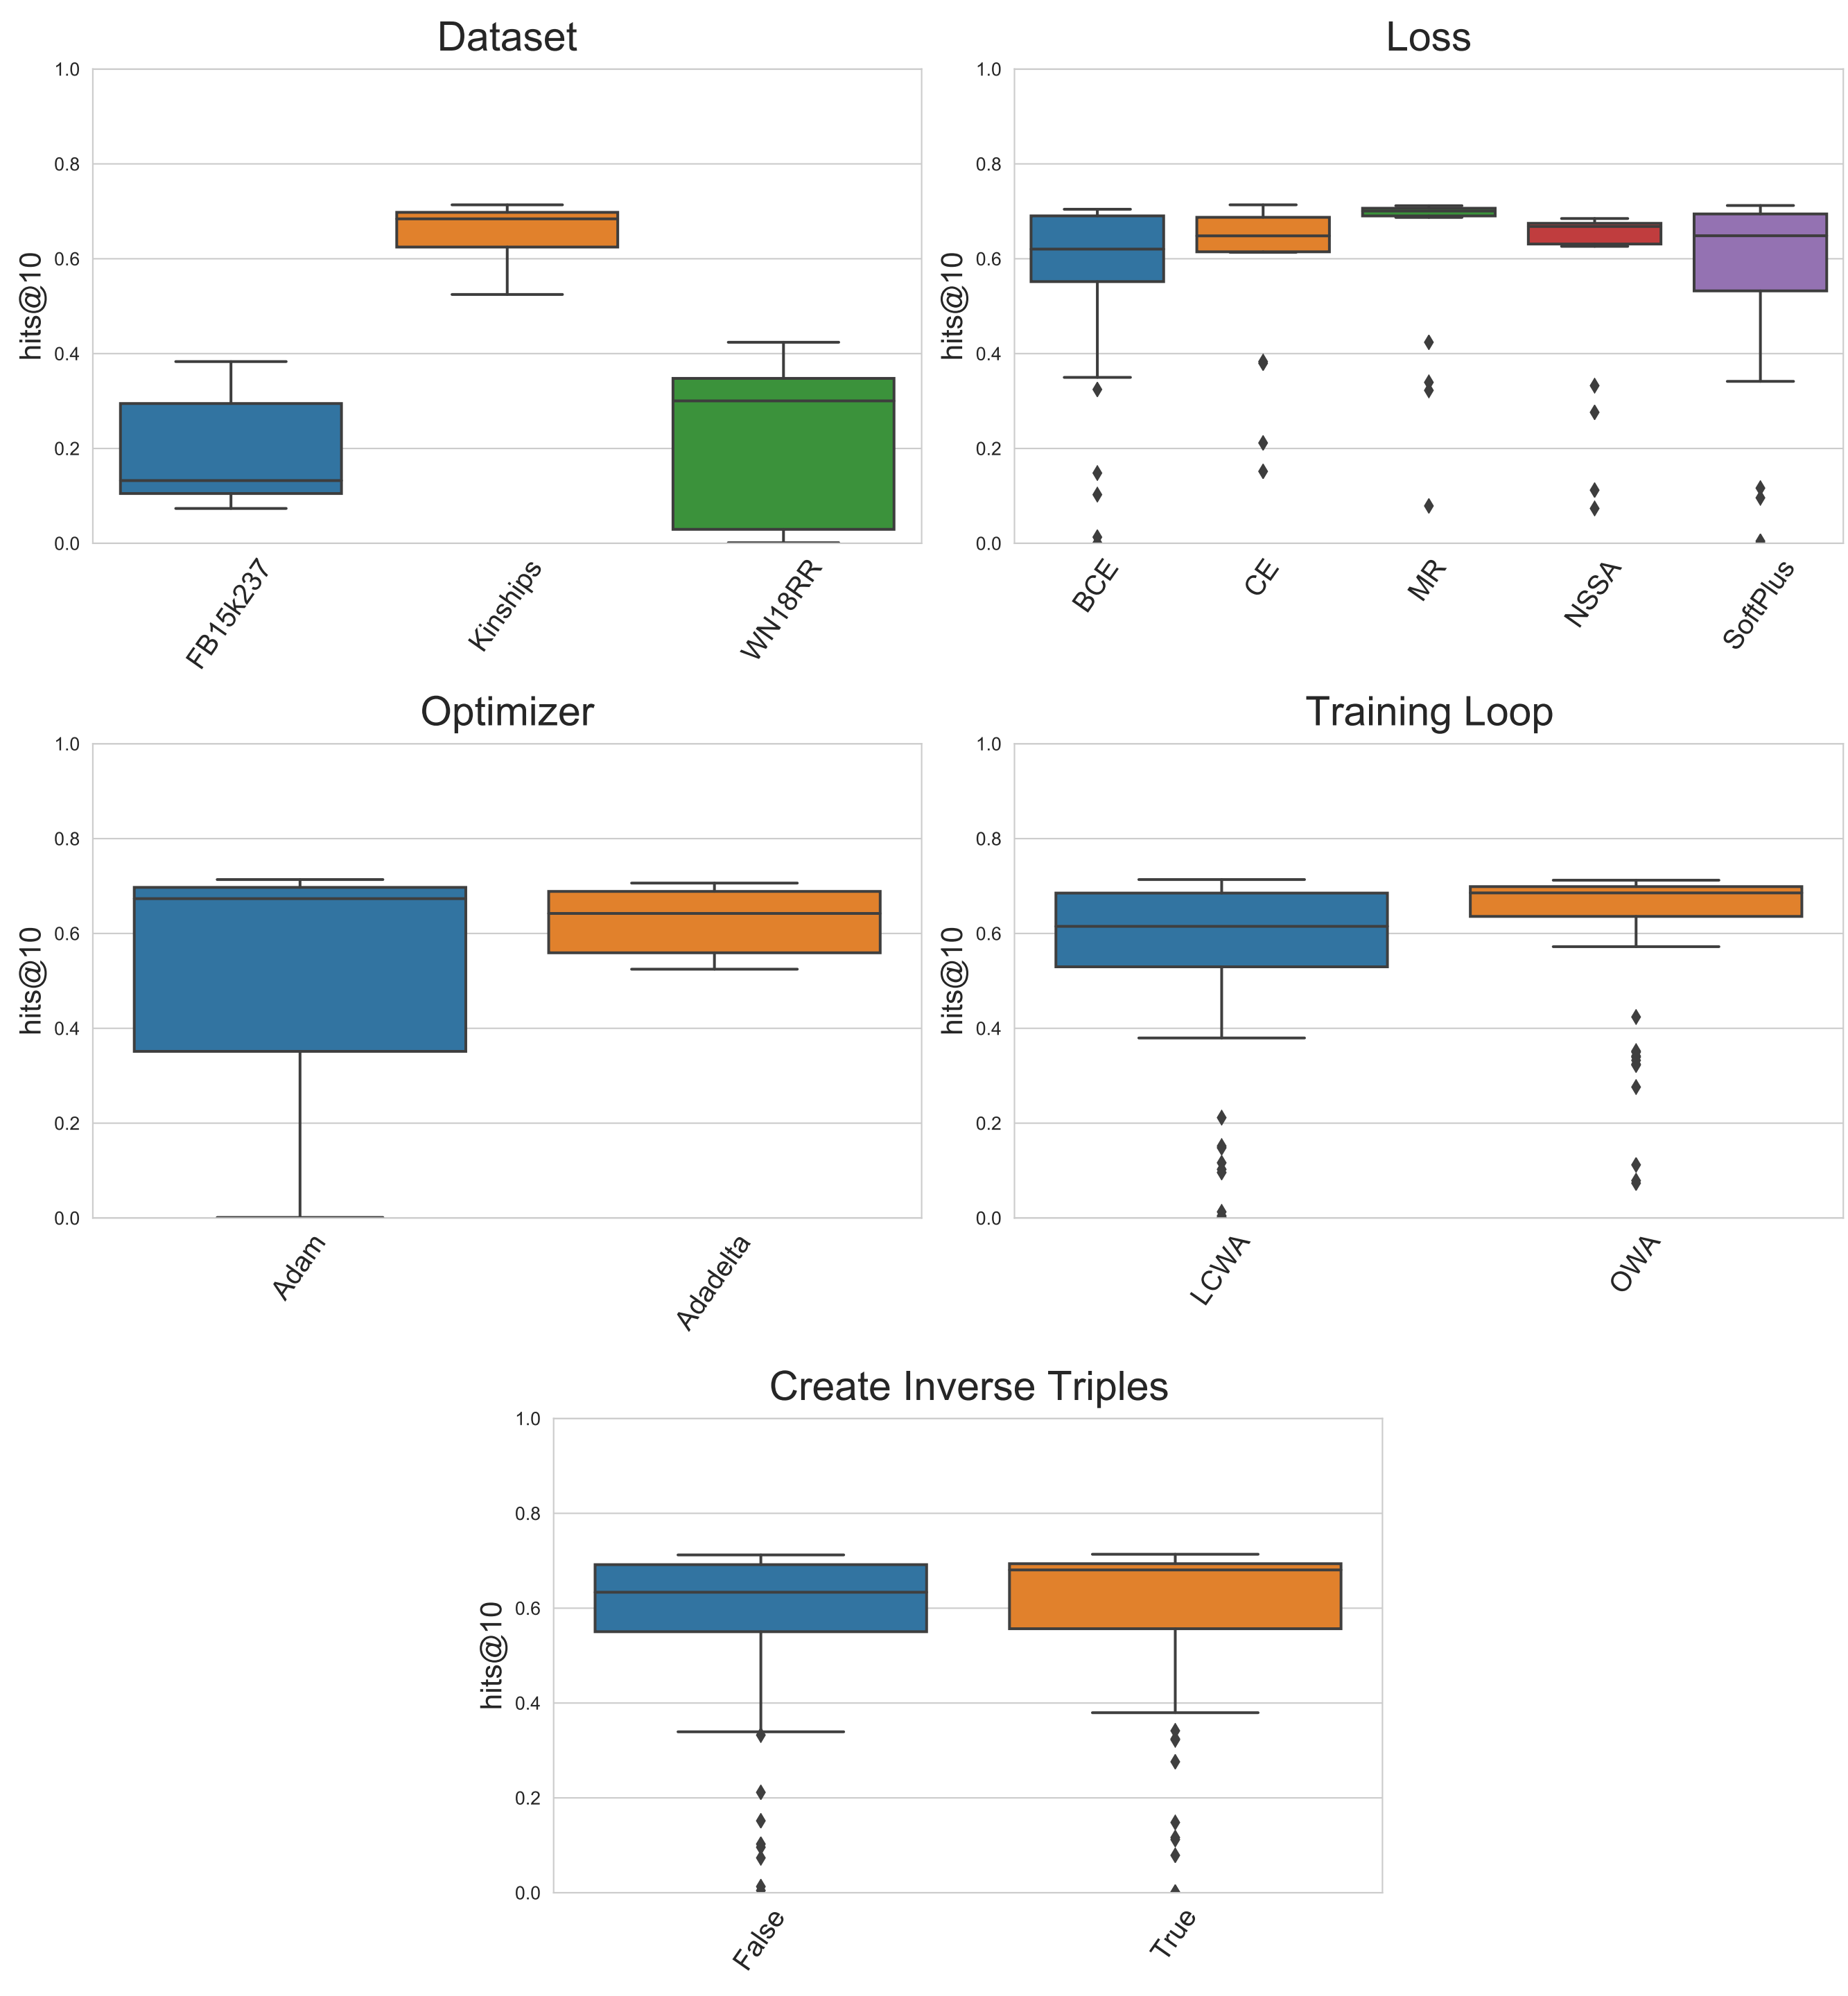 Dataset
1.0
0.8
0.6
0.4
0.2
0.0
hits@10
FB15k237
Kinships
WN18RR
Loss
1.0
0.8
0.6
0.4
0.2
0.0
hits@10
BCE
CE
MR
NSSA
SoftPlus
Optimizer
1.0
0.8
0.6
0.4
0.2
0.0
hits@10
Adam
Adadelta
Training Loop
1.0
0.8
0.6
0.4
0.2
0.0
hits@10
LCWA
OWA
Create Inverse Triples
1.0
0.8
0.6
0.4
0.2
0.0
hits@10
False
True